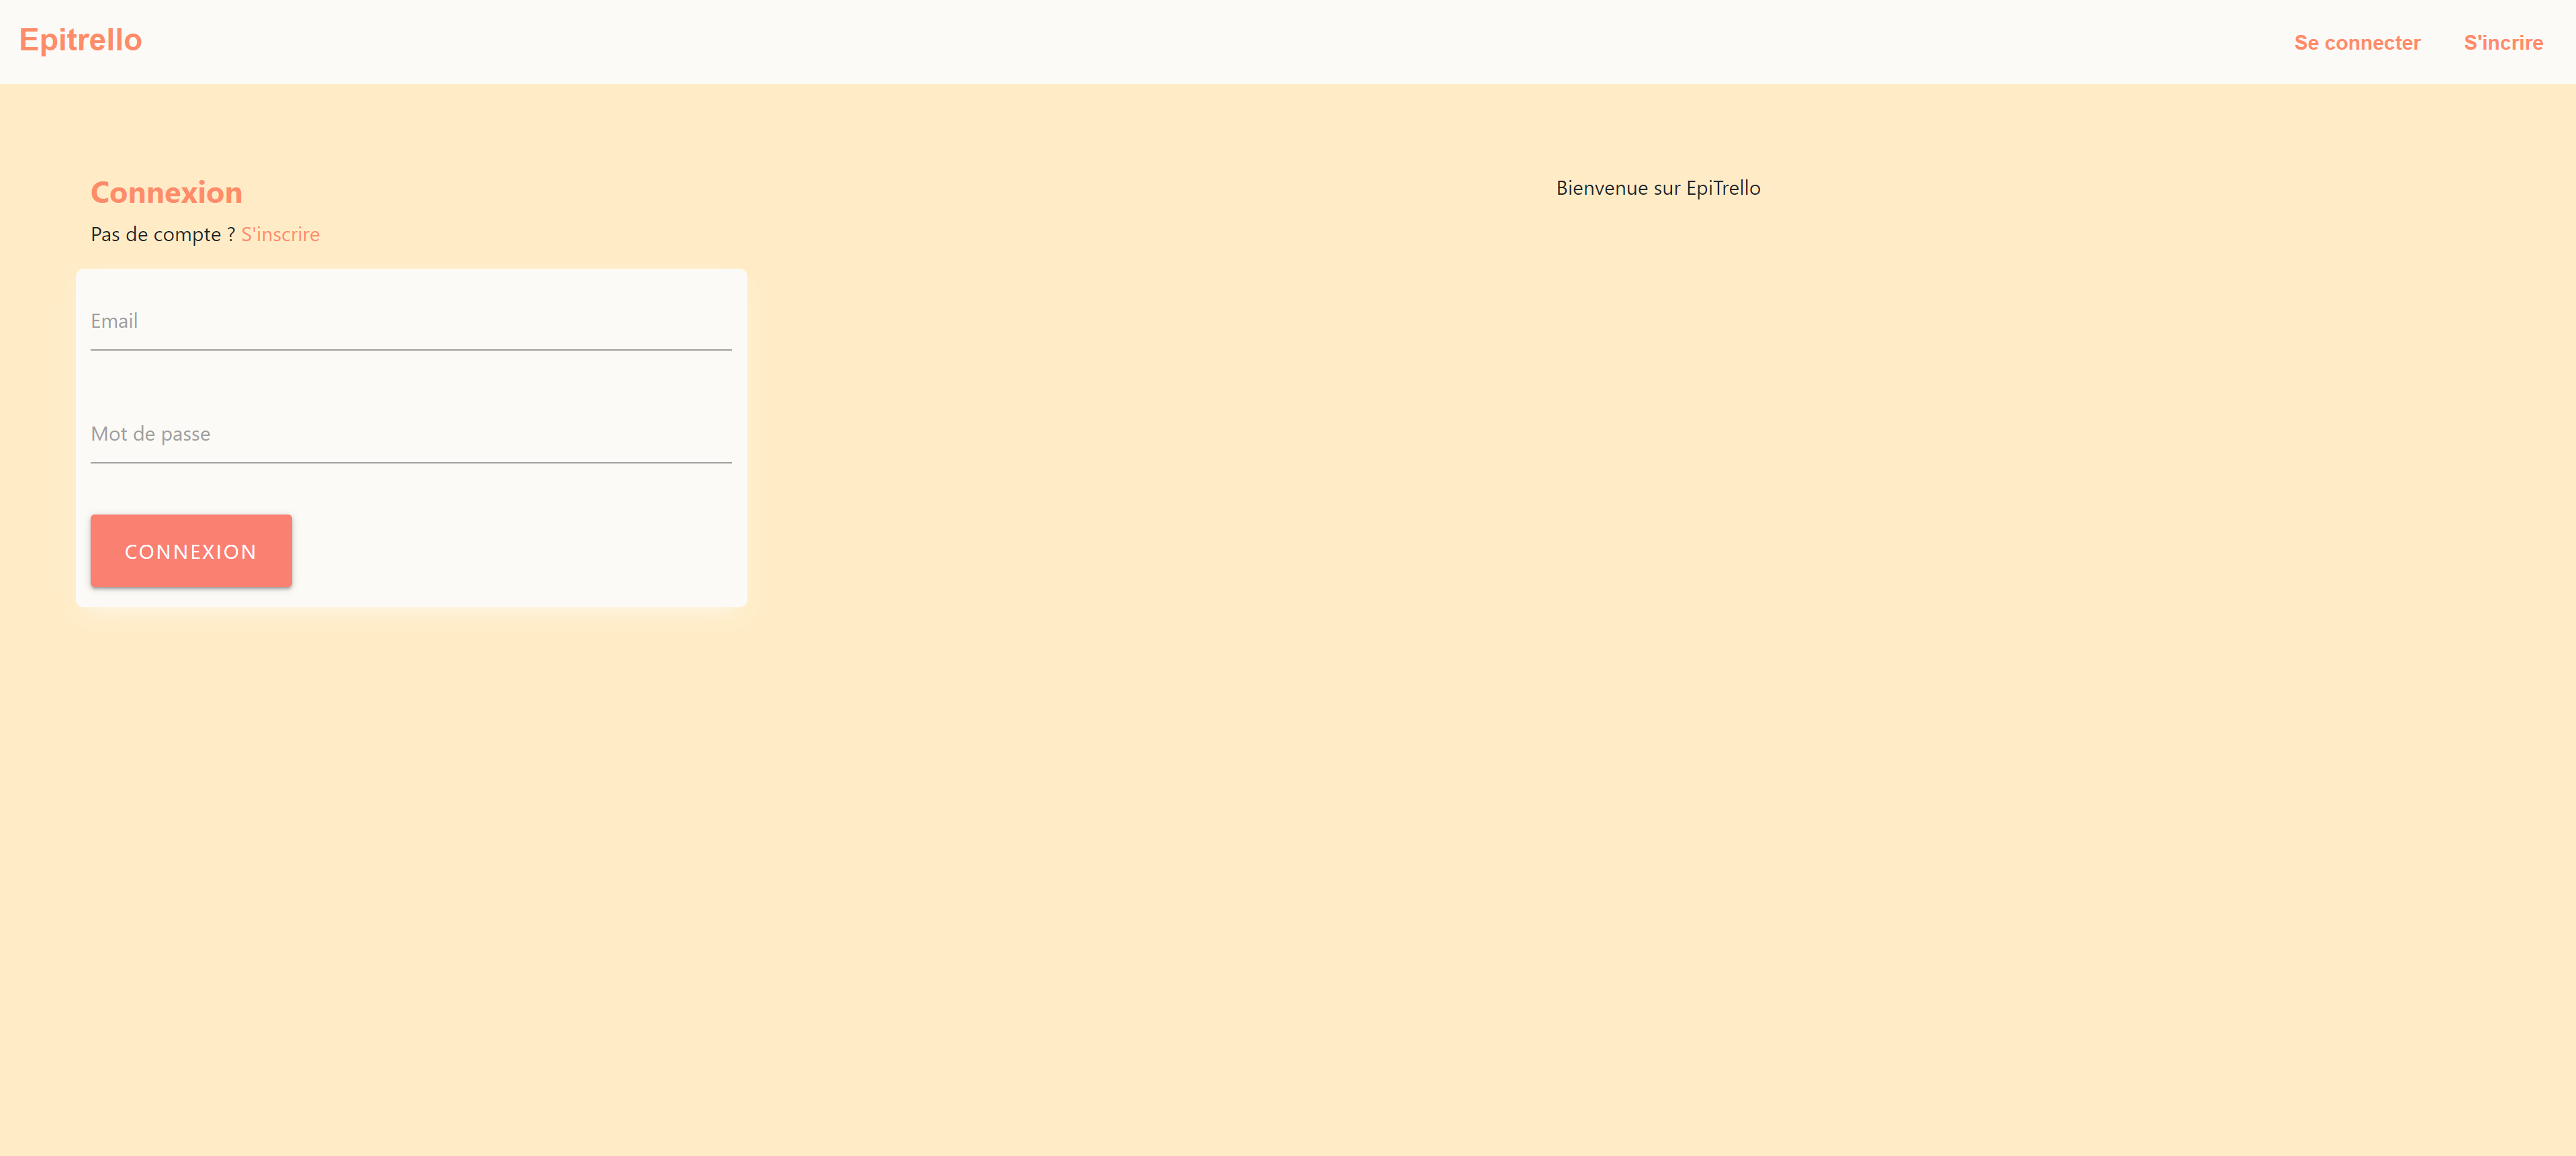 Epitrello
Se connecter
S'incrire
Connexion
Pas de compte ? S'inscrire
Email
Mot de passe
CONNEXION
Bienvenue sur EpiTrello